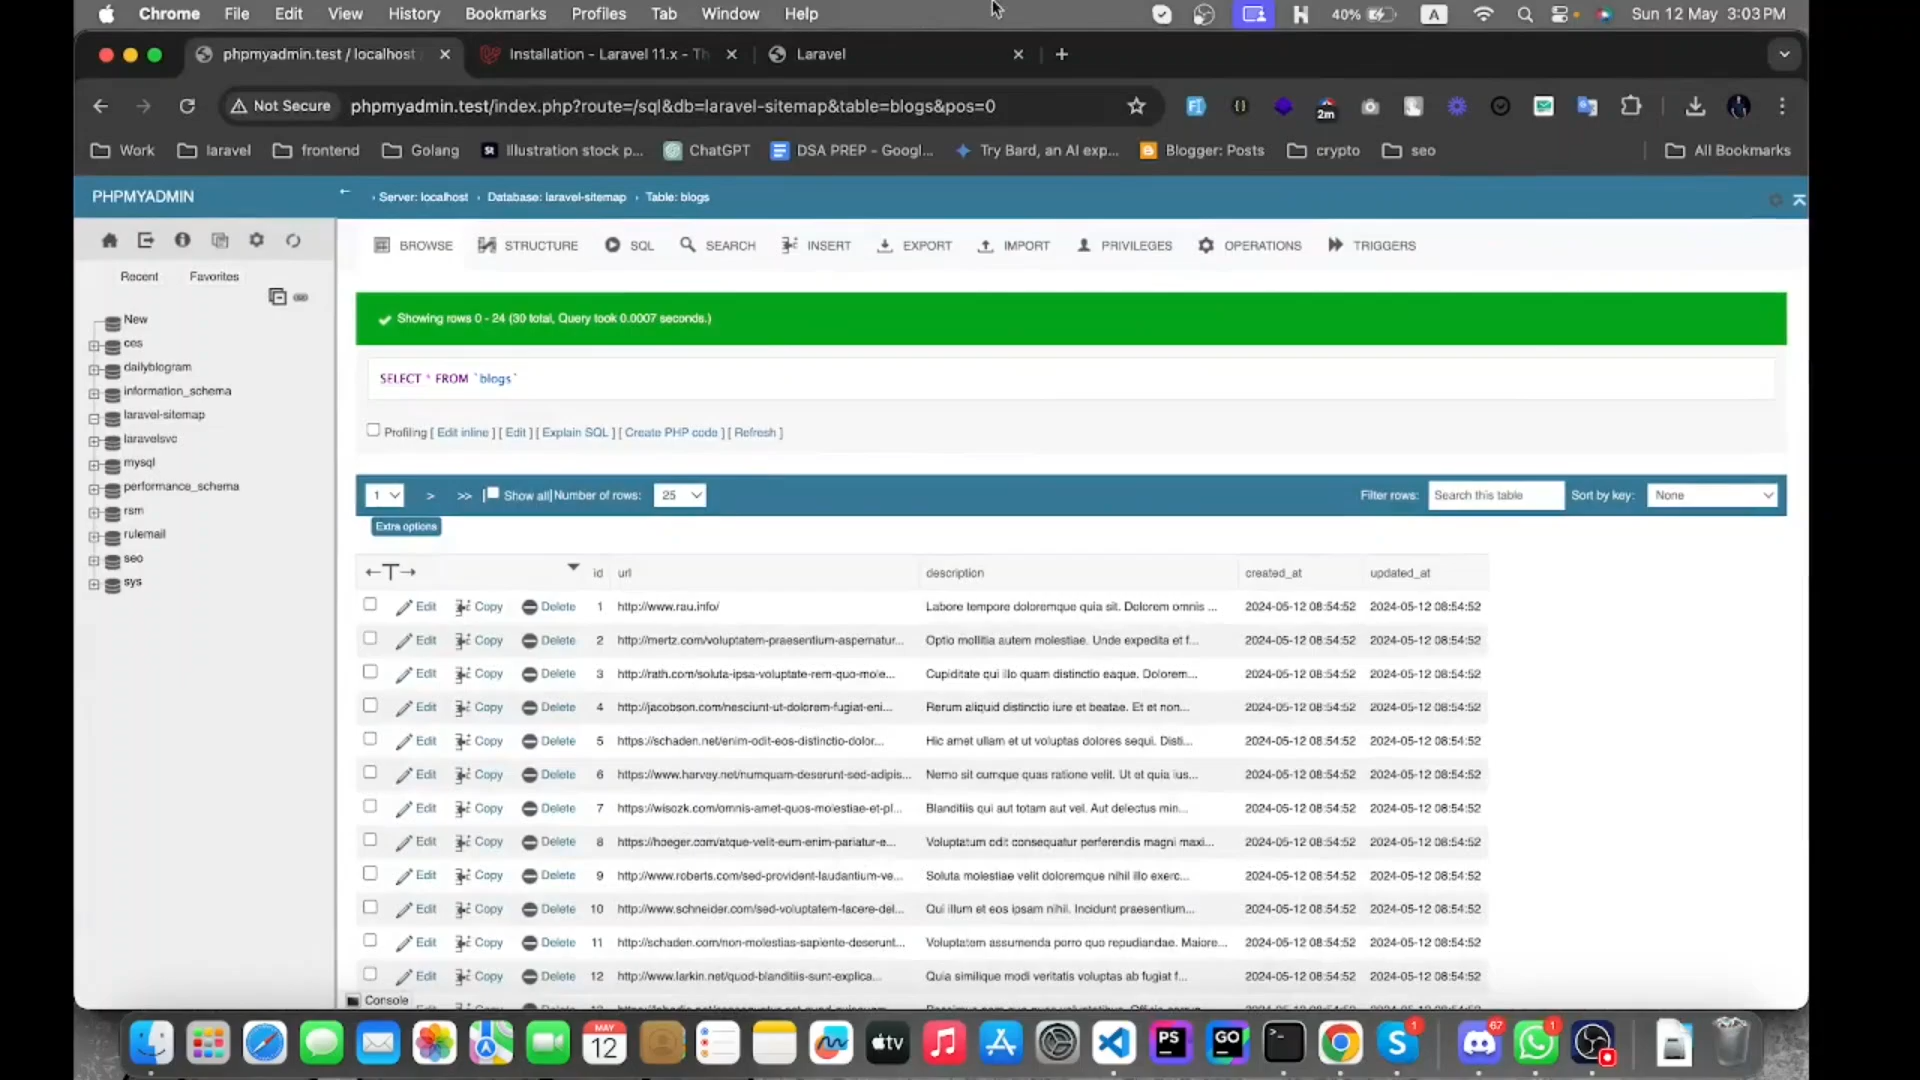 Chrome File Edit View History Bookmarks Profiles Tab Window Help 40% A Sun 12 May 3:03 PM
phpmyadmin.test / localhost Installation - Laravel 11.x - Th Laravel
Not Secure phpmyadmin.test/index.php?route=/sql&db=laravel-sitemap&table=blogs&pos=0 2m
Work laravel frontend Golang Illustration stock p... ChatGPT DSA PREP - Googl... Try Bard, an AI exp... Blogger: Posts crypto seo All Bookmarks
PHPMYADMIN
Server: localhost › Database: laravel-sitemap › Table: blogs
BROWSE STRUCTURE SQL SEARCH INSERT EXPORT IMPORT PRIVILEGES OPERATIONS TRIGGERS
Recent Favorites
New
ces
dailyblogram
information_schema
laravel-sitemap
laravelsvc
mysql
performance_schema
rsm
rulemail
seo
sys
Showing rows 0 - 24 (30 total, Query took 0.0007 seconds.)
SELECT * FROM `blogs`
Profiling [ Edit inline ] [ Edit ] [ Explain SQL ] [ Create PHP code ] [ Refresh ]
1 > >> | Show all | Number of rows: 25 Filter rows: Search this table Sort by key: None
Extra options
←T→ id url description created_at updated_at
Edit Copy Delete 1 http://www.rau.info/ Labore tempore doloremque quia sit. Dolorem omnis ... 2024-05-12 08:54:52 2024-05-12 08:54:52
Edit Copy Delete 2 http://mertz.com/voluptatem-praesentium-aspernatur... Optio mollitia autem molestiae. Unde expedita et f... 2024-05-12 08:54:52 2024-05-12 08:54:52
Edit Copy Delete 3 http://rath.com/soluta-ipsa-voluptate-rem-quo-mole... Cupiditate qui illo quam distinctio eaque. Dolorem... 2024-05-12 08:54:52 2024-05-12 08:54:52
Edit Copy Delete 4 http://jacobson.com/nesciunt-ut-dolorem-fugiat-eni... Rerum aliquid distinctio iure et beatae. Et et non... 2024-05-12 08:54:52 2024-05-12 08:54:52
Edit Copy Delete 5 https://schaden.net/enim-odit-eos-distinctio-dolor... Hic amet ullam et ut voluptas dolores sequi. Disti... 2024-05-12 08:54:52 2024-05-12 08:54:52
Edit Copy Delete 6 https://www.harvey.net/numquam-deserunt-sed-adipis... Nemo sit cumque quas ratione velit. Ut et quia ius... 2024-05-12 08:54:52 2024-05-12 08:54:52
Edit Copy Delete 7 https://wisozk.com/omnis-amet-quos-molestiae-et-pl... Blanditiis qui aut totam aut vel. Aut delectus min... 2024-05-12 08:54:52 2024-05-12 08:54:52
Edit Copy Delete 8 https://hoeger.com/atque-velit-eum-enim-pariatur-e... Voluptatum odit consequatur perferendis magni maxi... 2024-05-12 08:54:52 2024-05-12 08:54:52
Edit Copy Delete 9 http://www.roberts.com/sed-provident-laudantium-ve... Soluta molestiae velit doloremque nihil illo exerc... 2024-05-12 08:54:52 2024-05-12 08:54:52
Edit Copy Delete 10 http://www.schneider.com/sed-voluptatem-facere-del... Qui illum et eos ipsam nihil. Incidunt praesentium... 2024-05-12 08:54:52 2024-05-12 08:54:52
Edit Copy Delete 11 http://schaden.com/non-molestias-sapiente-deserunt... Voluptatem assumenda porro quo repudiandae. Maiore... 2024-05-12 08:54:52 2024-05-12 08:54:52
Edit Copy Delete 12 http://www.larkin.net/quod-blanditiis-sunt-explica... Quia similique modi veritatis voluptas ab fugiat f... 2024-05-12 08:54:52 2024-05-12 08:54:52
Console
MAY 12 tv PS GO 1 67 1